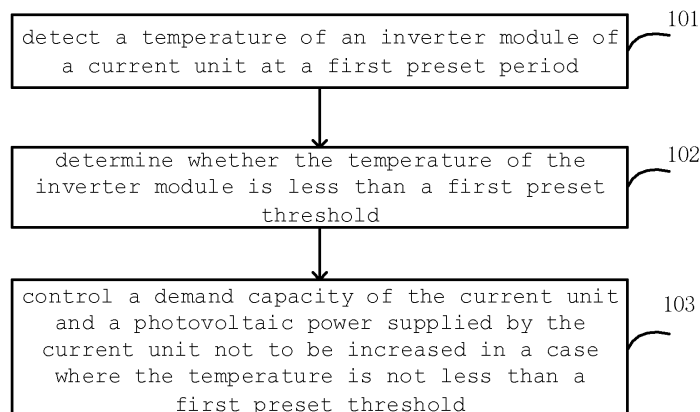 detect a temperature of an inverter module of
a current unit at a first preset period
101
determine whether the temperature of the
inverter module is less than a first preset
threshold
102
control a demand capacity of the current unit
and a photovoltaic power supplied by the
current unit not to be increased in a case
where the temperature is not less than a
first preset threshold
103